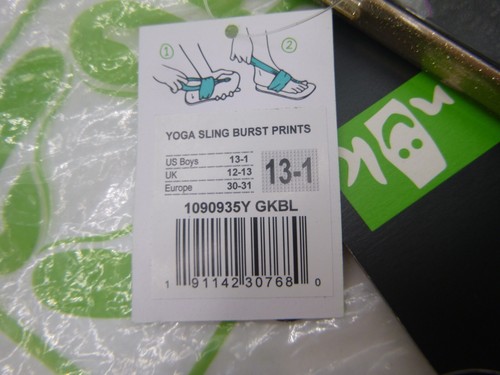 1
2
YOGA SLING BURST PRINTS
US Boys 13-1
UK 12-13
Europe 30-31
13-1
1090935Y GKBL
1 91142 30768 0